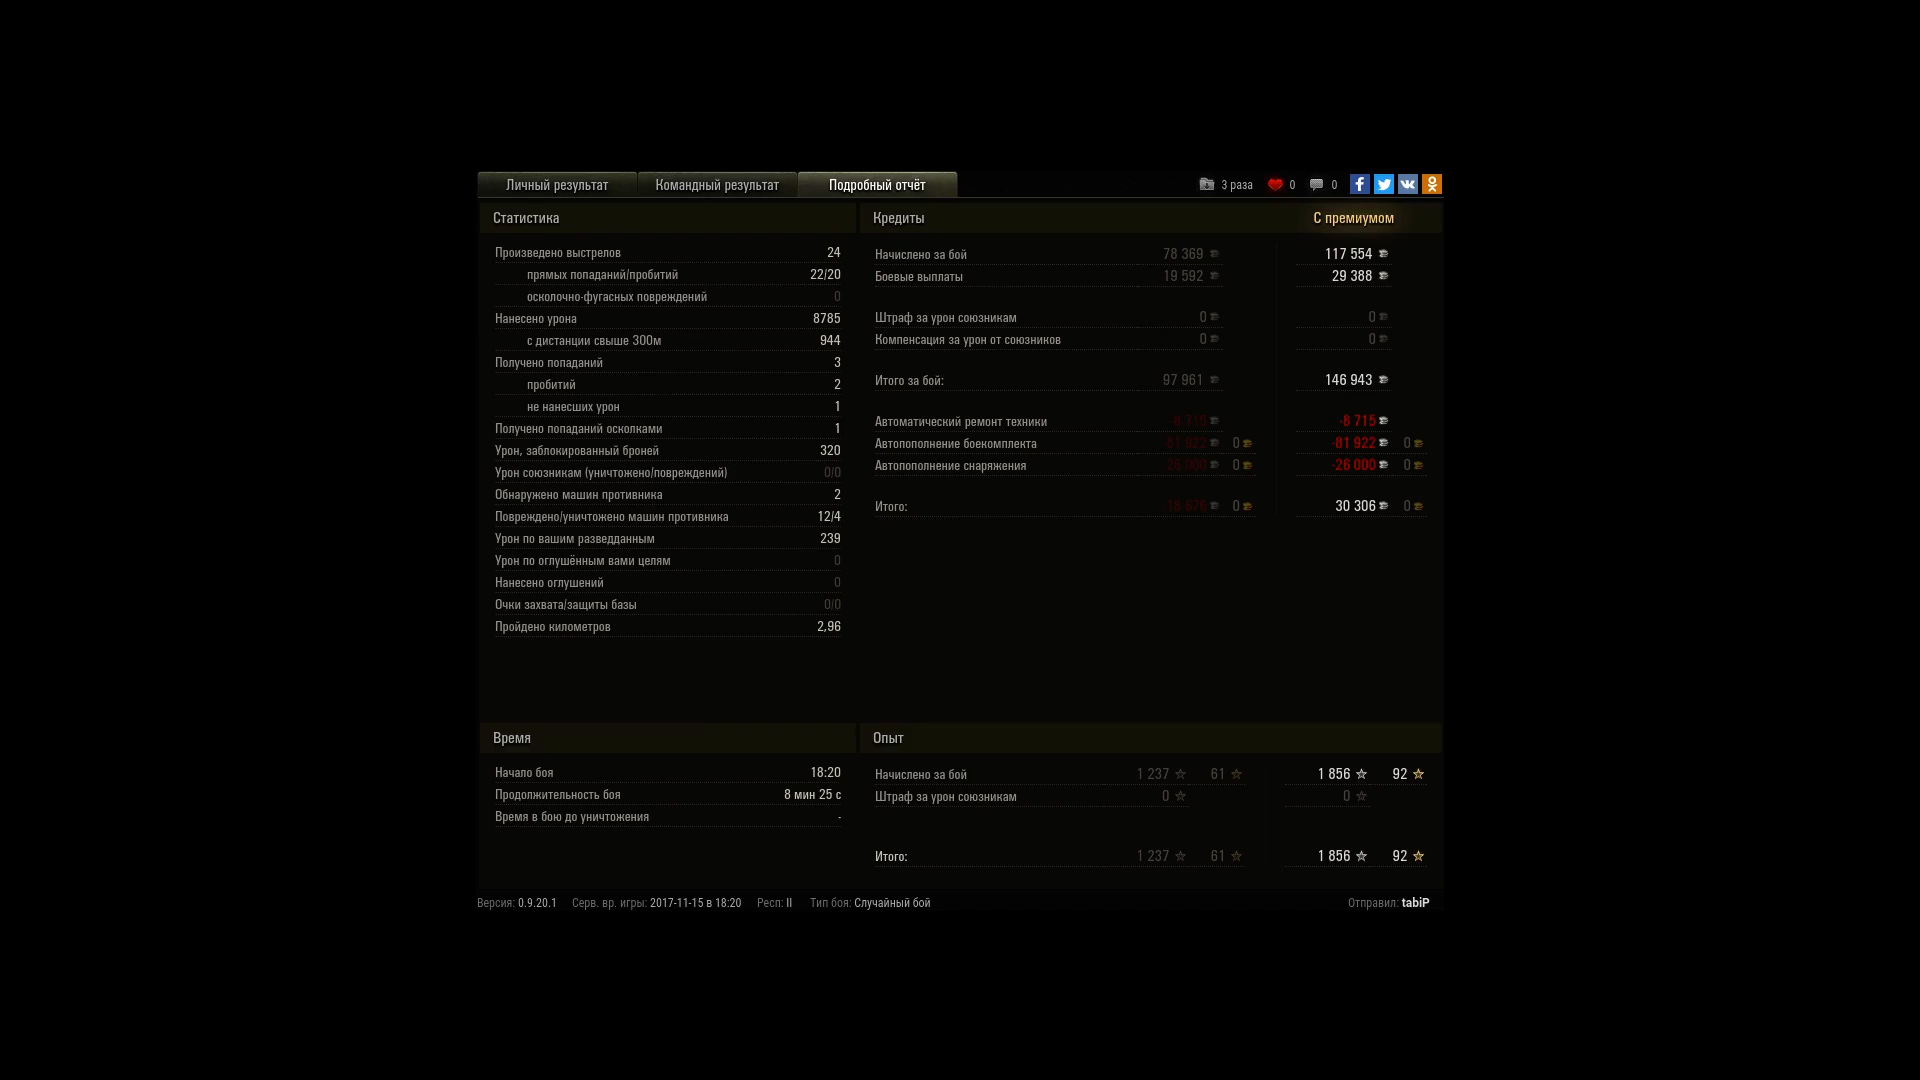 Личный результат Командный результат Подробный отчёт 3 раза 0 0
Статистика
Произведено выстрелов 24
прямых попаданий/пробитий 22/20
осколочно-фугасных повреждений 0
Нанесено урона 8785
с дистанции свыше 300м 944
Получено попаданий 3
пробитий 2
не нанесших урон 1
Получено попаданий осколками 1
Урон, заблокированный броней 320
Урон союзникам (уничтожено/повреждений) 0/0
Обнаружено машин противника 2
Повреждено/уничтожено машин противника 12/4
Урон по вашим разведданным 239
Урон по оглушённым вами целям 0
Нанесено оглушений 0
Очки захвата/защиты базы 0/0
Пройдено километров 2,96
Кредиты С премиумом
Начислено за бой 78 369 117 554
Боевые выплаты 19 592 29 388
Штраф за урон союзникам 0 0
Компенсация за урон от союзников 0 0
Итого за бой: 97 961 146 943
Автоматический ремонт техники -8 715 -8 715
Автопополнение боекомплекта -81 922 0 -81 922 0
Автопополнение снаряжения -26 000 0 -26 000 0
Итого: 0 30 306 0
Время
Начало боя 18:20
Продолжительность боя 8 мин 25 с
Время в бою до уничтожения -
Опыт
Начислено за бой 1 237 61 1 856 92
Штраф за урон союзникам 0 0
Итого: 1 237 61 1 856 92
Версия: 0.9.20.1 Серв. вр. игры: 2017-11-15 в 18:20 Респ: II Тип боя: Случайный бой Отправил: tabiP